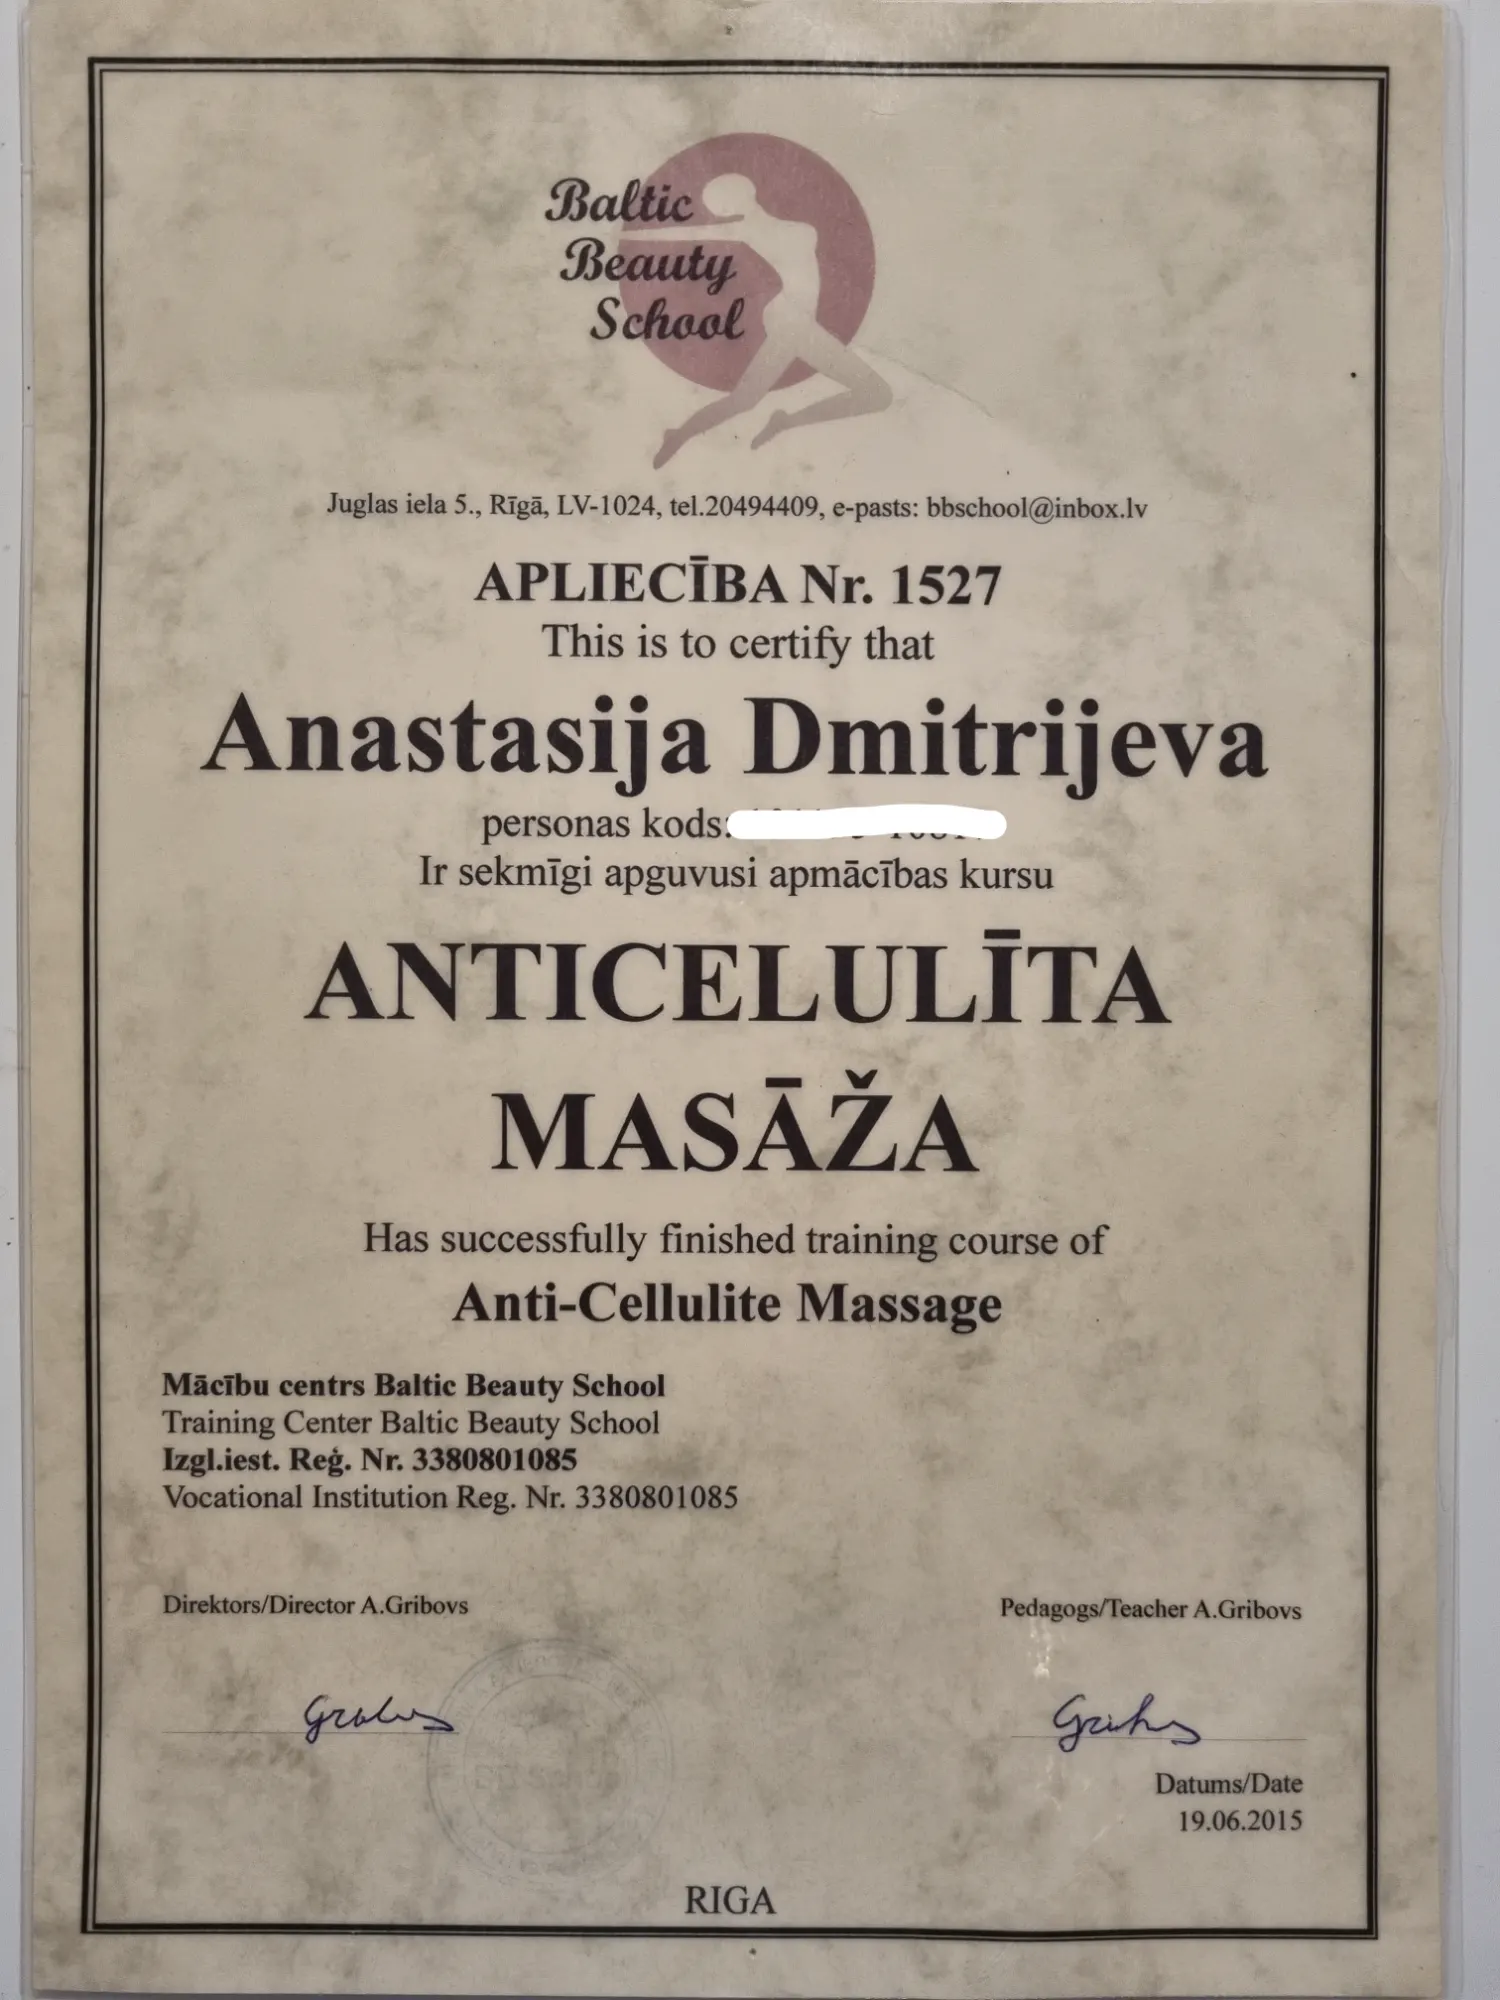 Baltic
Beauty
School
Juglas iela 5., Rīgā, LV-1024, tel.20494409, e-pasts: bbschool@inbox.lv
APLIECĪBA Nr. 1527
This is to certify that
Anastasija Dmitrijeva
personas kods:
Ir sekmīgi apguvusi apmācības kursu
ANTICELULĪTA
MASĀŽA
Has successfully finished training course of
Anti-Cellulite Massage
Mācību centrs Baltic Beauty School
Training Center Baltic Beauty School
Izgl.iest. Reģ. Nr. 3380801085
Vocational Institution Reg. Nr. 3380801085
Direktors/Director A.Gribovs
Pedagogs/Teacher A.Gribovs
Datums/Date
19.06.2015
RIGA